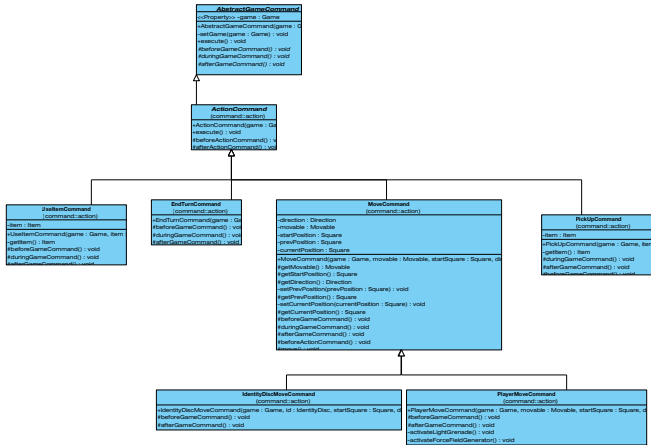 AbstractGameCommand
<<Property>> -game : Game
+AbstractGameCommand(game : G
-setGame(game : Game) : void
+execute() : void
#beforeGameCommand() : void
#duringGameCommand() : void
#afterGameCommand() : void
ActionCommand
(command::action)
+ActionCommand(game : Ga
+execute() : void
#beforeActionCommand() : v
#afterActionCommand() : vo
UseItemCommand
(command::action)
-item : Item
+UseItemCommand(game : Game, item :
-getItem() : Item
#beforeGameCommand() : void
#duringGameCommand() : void
#afterGameCommand() : void
EndTurnCommand
(command::action)
+EndTurnCommand(game : Ga
#beforeGameCommand() : void
#duringGameCommand() : void
#afterGameCommand() : void
MoveCommand
(command::action)
-direction : Direction
-movable : Movable
-startPosition : Square
-prevPosition : Square
-currentPosition : Square
+MoveCommand(game : Game, movable : Movable, startSquare : Square, di
#getMovable() : Movable
#getStartPosition() : Square
#getDirection() : Direction
-setPrevPosition(prevPosition : Square) : void
#getPrevPosition() : Square
-setCurrentPosition(currentPosition : Square) : void
#getCurrentPosition() : Square
#beforeGameCommand() : void
#duringGameCommand() : void
#afterGameCommand() : void
#beforeActionCommand() : void
#move() : void
PickUpCommand
(command::action)
-item : Item
+PickUpCommand(game : Game, item
-getItem() : Item
#duringGameCommand() : void
#afterGameCommand() : void
#beforeGameCommand() : void
IdentityDiscMoveCommand
(command::action)
+IdentityDiscMoveCommand(game : Game, id : IdentityDisc, startSquare : Square, d
#beforeGameCommand() : void
#afterGameCommand() : void
PlayerMoveCommand
(command::action)
+PlayerMoveCommand(game : Game, movable : Movable, startSquare : Square, d
#beforeGameCommand() : void
#afterGameCommand() : void
-activateLightGrenade() : void
-activateForceFieldGenerator() : void